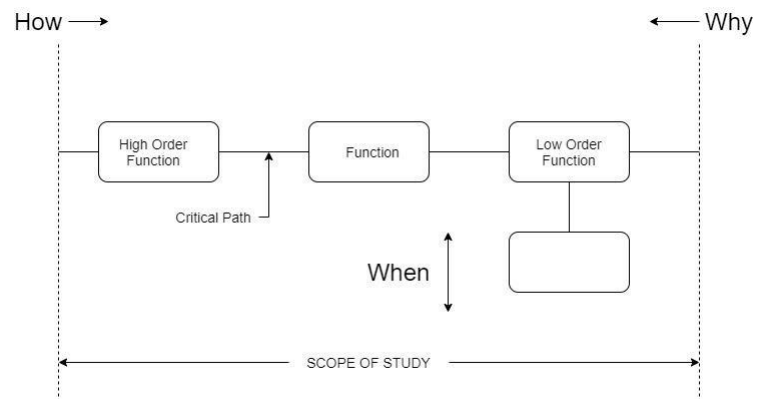 How
Why
High Order
Function
Function
Low Order
Function
Critical Path
When
SCOPE OF STUDY